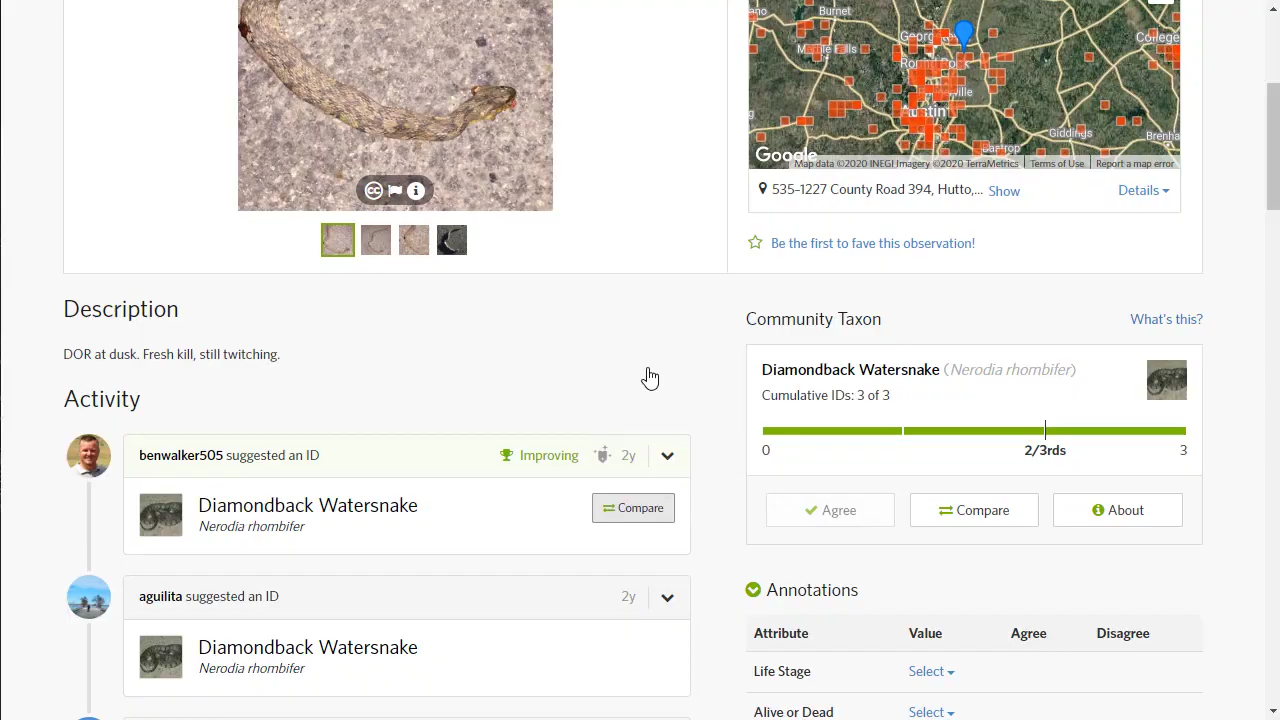 Burnet
Marble Falls
College
Austin
Giddings
Brenha
Bastrop
Google
Map data ©2020 INEGI Imagery ©2020 TerraMetrics
Terms of Use
Report a map error
535–1227 County Road 394, Hutto,... Show
Details
Be the first to fave this observation!
Description
DOR at dusk. Fresh kill, still twitching.
Activity
benwalker505 suggested an ID
Improving
2y
Diamondback Watersnake
Nerodia rhombifer
Compare
aguilita suggested an ID
2y
Diamondback Watersnake
Nerodia rhombifer
Community Taxon
What's this?
Diamondback Watersnake (Nerodia rhombifer)
Cumulative IDs: 3 of 3
0
2/3rds
3
Agree
Compare
About
Annotations
Attribute Value Agree Disagree
Life Stage Select
Alive or Dead Select